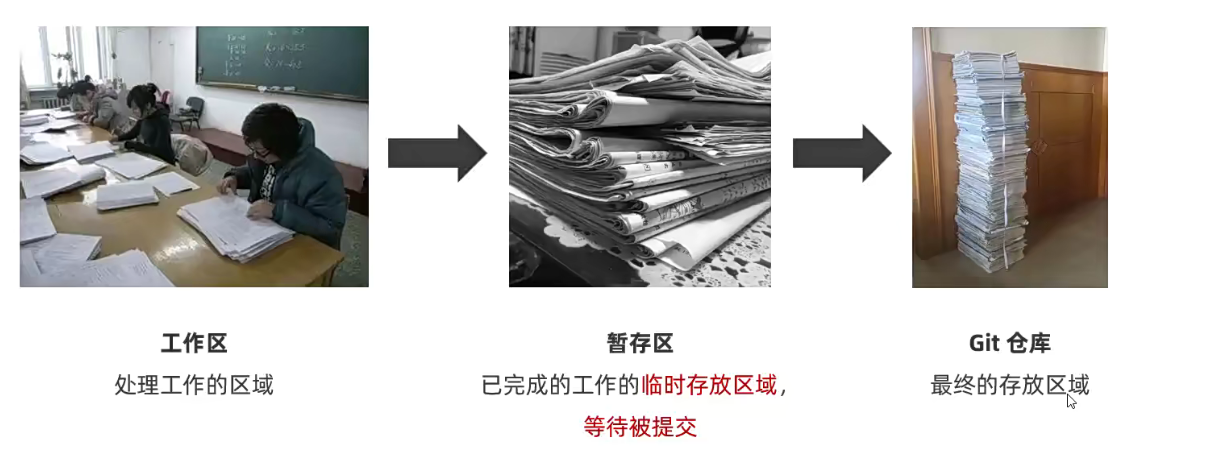 工作区
处理工作的区域
暂存区
已完成的工作的临时存放区域，
等待被提交
Git 仓库
最终的存放区域